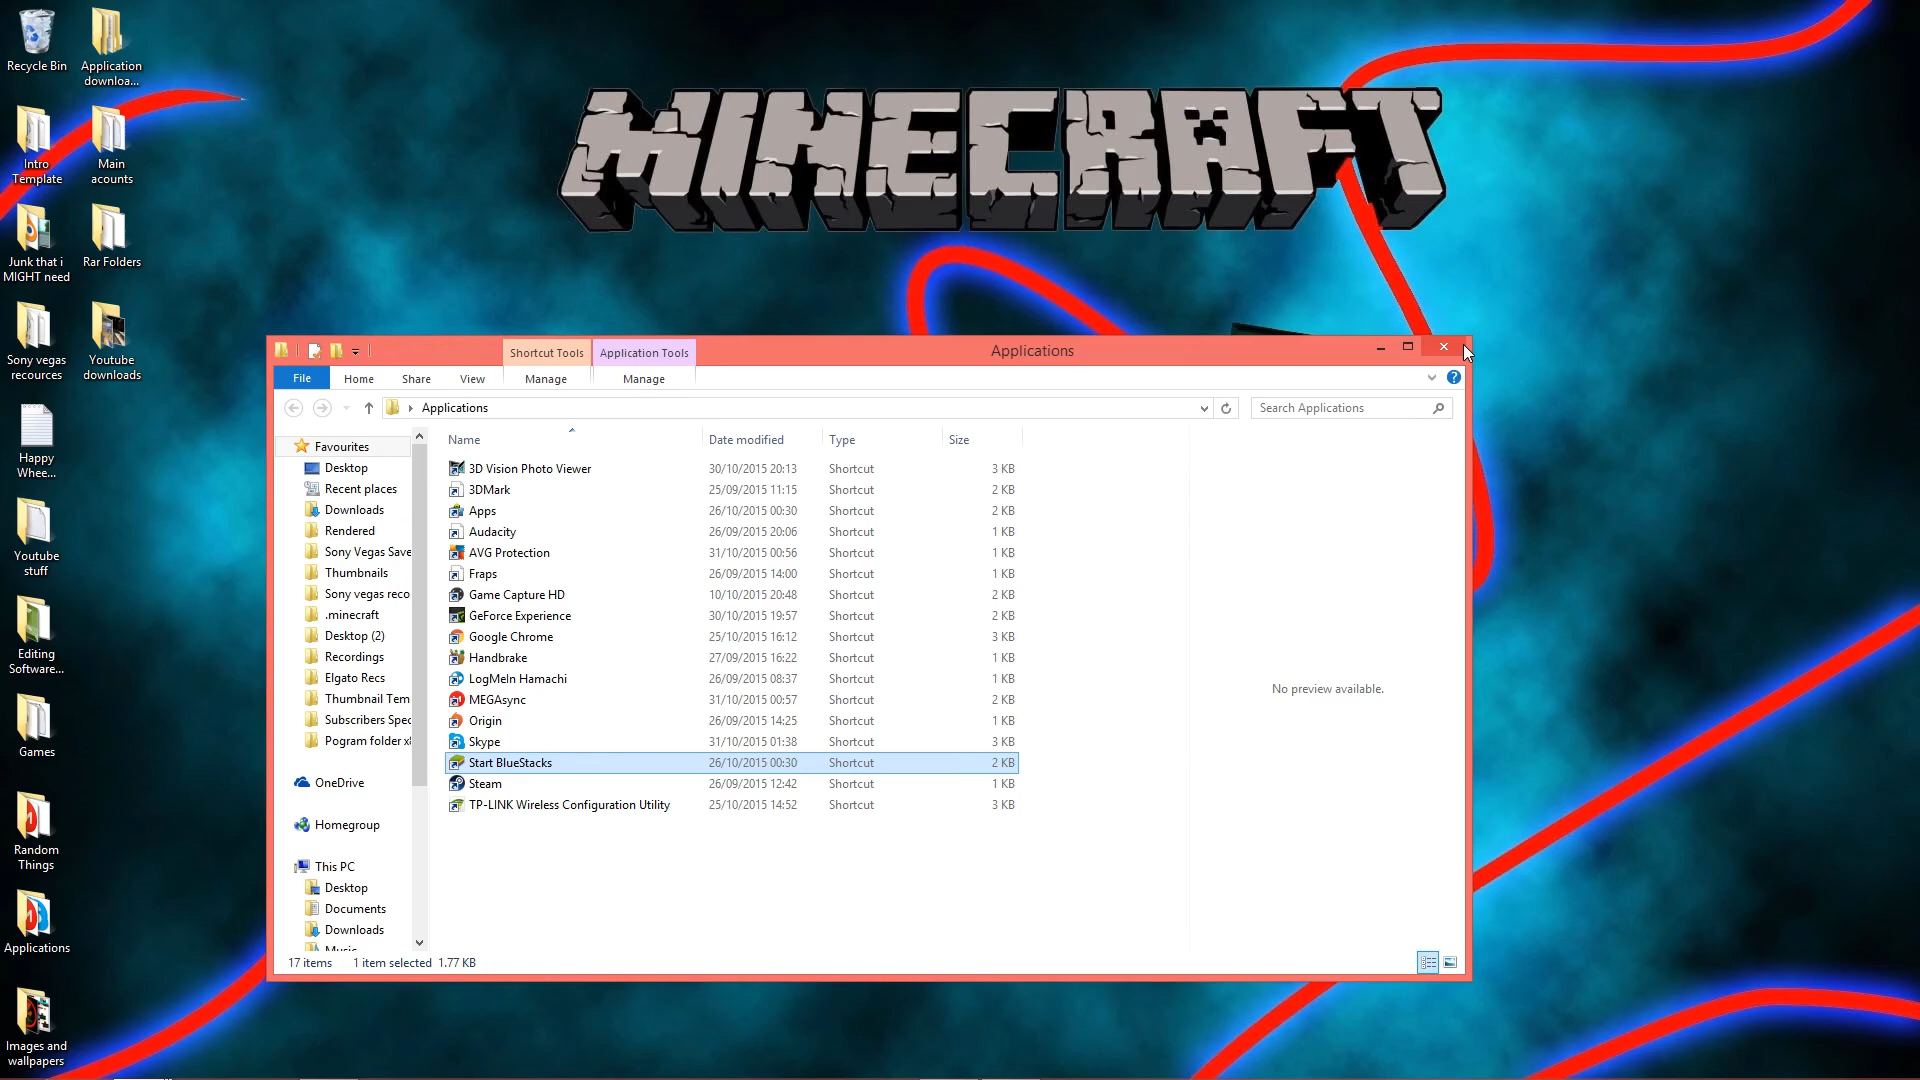 Recycle Bin
Application
downloa...
Intro
Template
Main
acounts
Junk that i
MIGHT need
Rar Folders
Sony vegas
recources
Youtube
downloads
Happy
Whee...
Youtube
stuff
Editing
Software...
Games
Random
Things
Applications
Images and
wallpapers
MINECRAFT
Shortcut Tools
Application Tools
Applications
File
Home
Share
View
Manage
Manage
Applications
Search Applications
Name
Date modified
Type
Size
Favourites
Desktop
Recent places
Downloads
Rendered
Sony Vegas Save
Thumbnails
Sony vegas reco
.minecraft
Desktop (2)
Recordings
Elgato Recs
Thumbnail Tem
Subscribers Spec
Pogram folder x
OneDrive
Homegroup
This PC
Desktop
Documents
Downloads
Music
3D Vision Photo Viewer 30/10/2015 20:13 Shortcut 3 KB
3DMark 25/09/2015 11:15 Shortcut 2 KB
Apps 26/10/2015 00:30 Shortcut 2 KB
Audacity 26/09/2015 20:06 Shortcut 1 KB
AVG Protection 31/10/2015 00:56 Shortcut 1 KB
Fraps 26/09/2015 14:00 Shortcut 1 KB
Game Capture HD 10/10/2015 20:48 Shortcut 2 KB
GeForce Experience 30/10/2015 19:57 Shortcut 2 KB
Google Chrome 25/10/2015 16:12 Shortcut 3 KB
Handbrake 27/09/2015 16:22 Shortcut 1 KB
LogMeIn Hamachi 26/09/2015 08:37 Shortcut 1 KB
MEGAsync 31/10/2015 00:57 Shortcut 2 KB
Origin 26/09/2015 14:25 Shortcut 1 KB
Skype 31/10/2015 01:38 Shortcut 3 KB
Start BlueStacks 26/10/2015 00:30 Shortcut 2 KB
Steam 26/09/2015 12:42 Shortcut 1 KB
TP-LINK Wireless Configuration Utility 25/10/2015 14:52 Shortcut 3 KB
No preview available.
17 items
1 item selected 1.77 KB